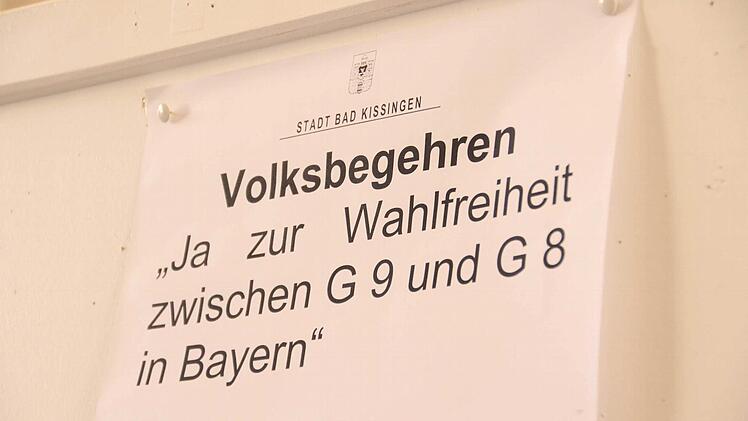 STADT BAD KISSINGEN
Volksbegehren
„Ja zur Wahlfreiheit
zwischen G 9 und G 8
in Bayern“